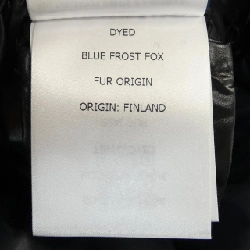 DYED
BLUE FROST FOX
FUR ORIGIN
ORIGIN: FINLAND